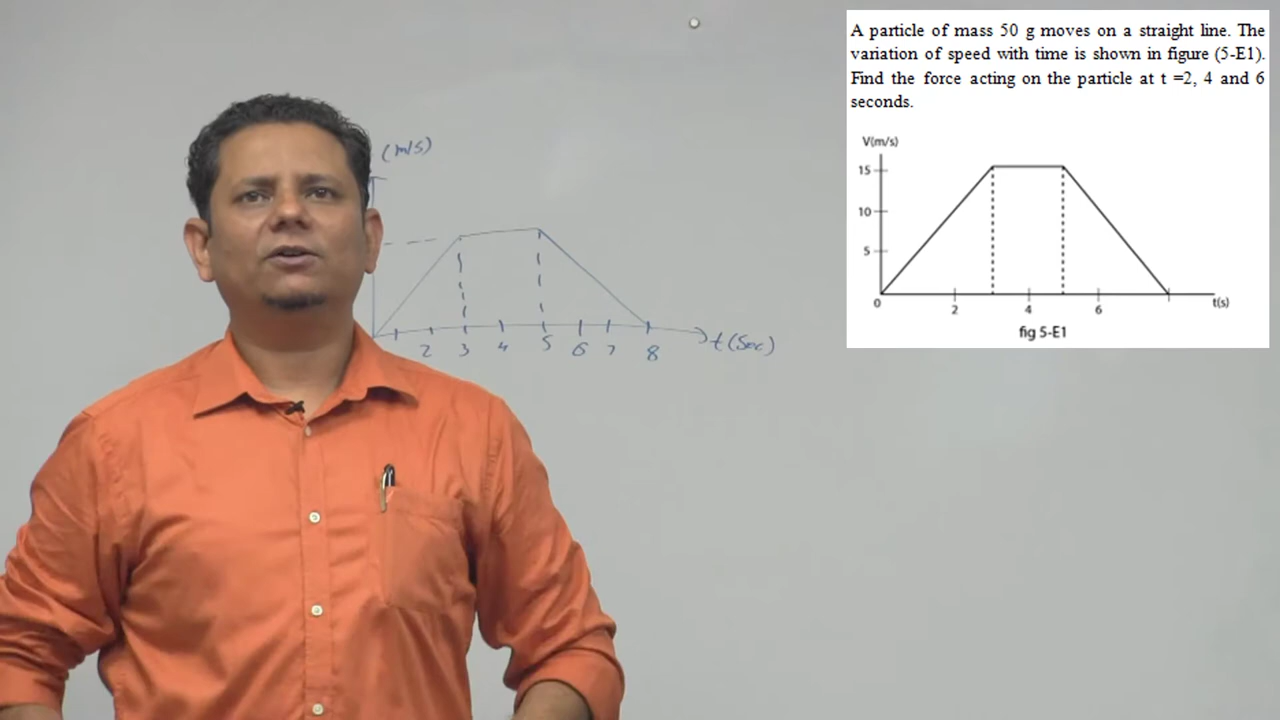 A particle of mass 50 g moves on a straight line. The
variation of speed with time is shown in figure (5-E1).
Find the force acting on the particle at t =2, 4 and 6
seconds.
V(m/s)
15
10
5
0
2
4
6
t(s)
fig 5-E1
(m/s)
2 3 4 5 6 7 8 t(Sec)